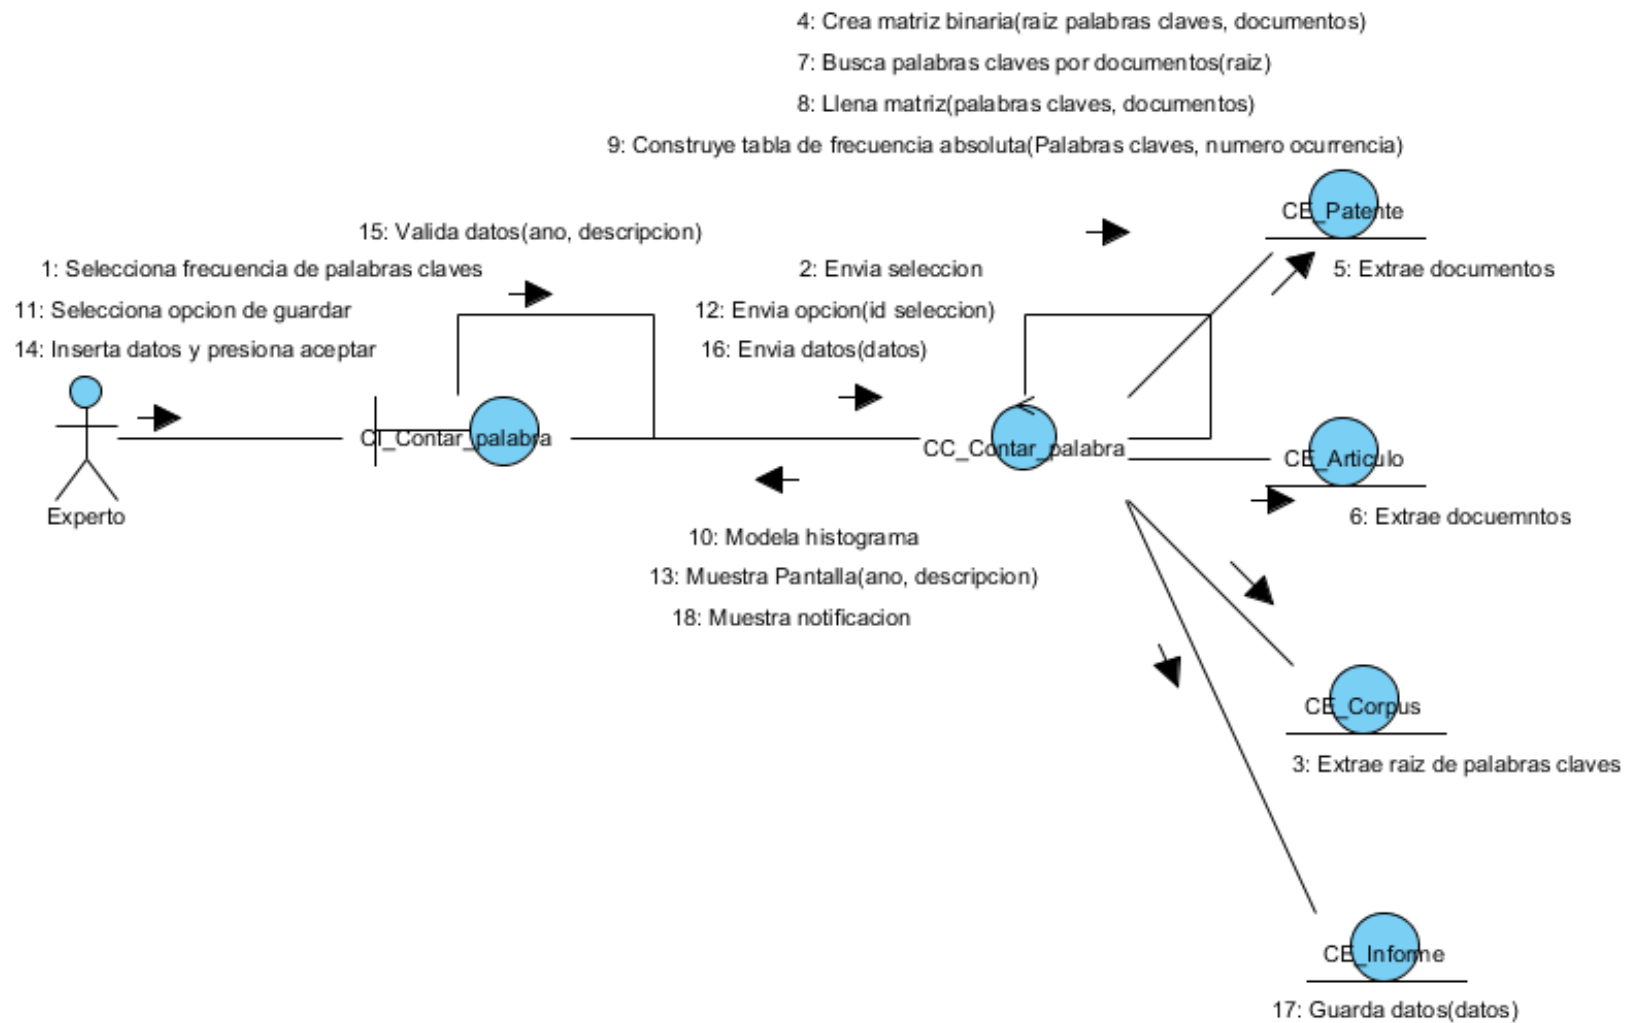 4: Crea matriz binaria(raiz palabras claves, documentos)
7: Busca palabras claves por documentos(raiz)
8: Llena matriz(palabras claves, documentos)
9: Construye tabla de frecuencia absoluta(Palabras claves, numero ocurrencia)
CE_Patente
15: Valida datos(ano, descripcion)
1: Selecciona frecuencia de palabras claves
2: Envia seleccion
5: Extrae documentos
11: Selecciona opcion de guardar
12: Envia opcion(id seleccion)
14: Inserta datos y presiona aceptar
16: Envia datos(datos)
CI_Contar_palabra
CC_Contar_palabra
CE_Articulo
Experto
6: Extrae docuemntos
10: Modela histograma
13: Muestra Pantalla(ano, descripcion)
18: Muestra notificacion
CE_Corpus
3: Extrae raiz de palabras claves
CE_Informe
17: Guarda datos(datos)